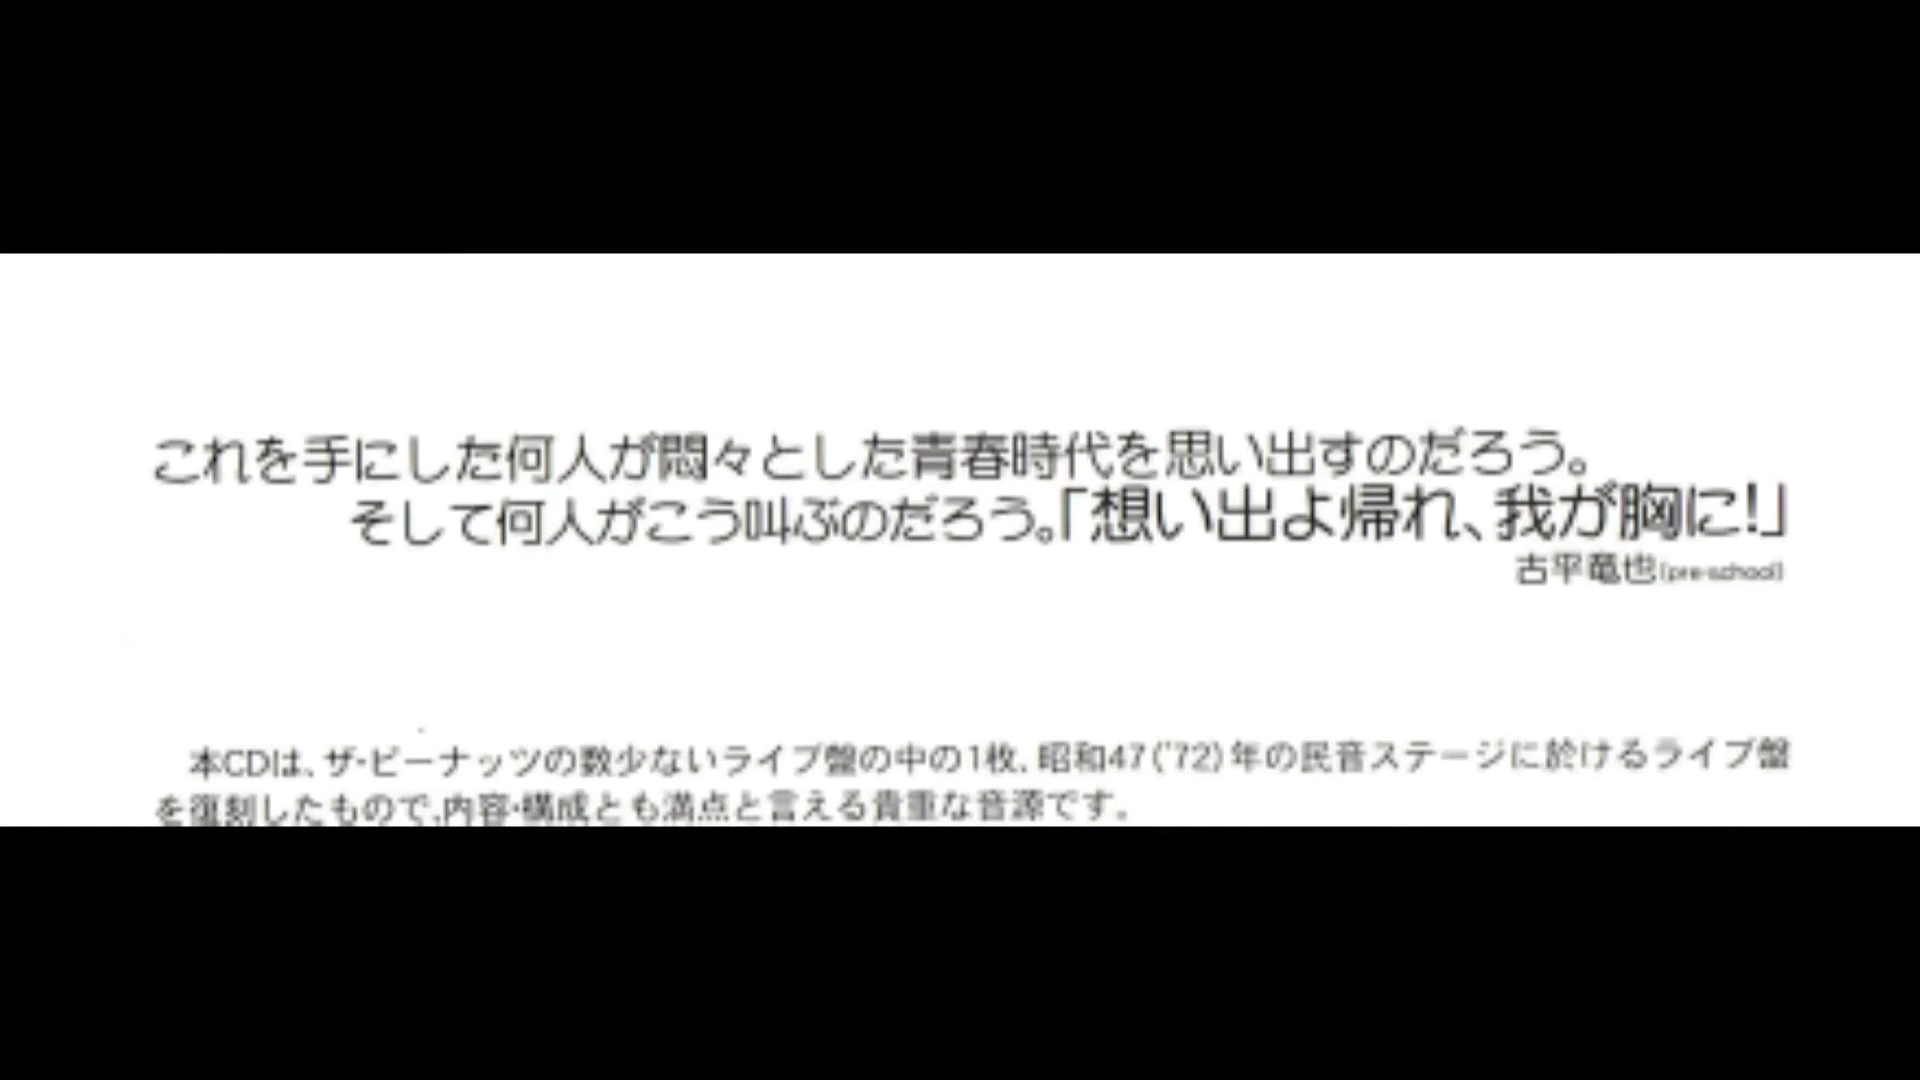 これを手にした何人が悶々とした青春時代を思い出すのだろう。
そして何人がこう叫ぶのだろう。「想い出よ帰れ、我が胸に!」
古平竜也(pre-school)
本CDは、ザ・ピーナッツの数少ないライブ盤の中の1枚、昭和47('72)年の民音ステージに於けるライブ盤
を復刻したもので、内容・構成とも満点と言える貴重な音源です。